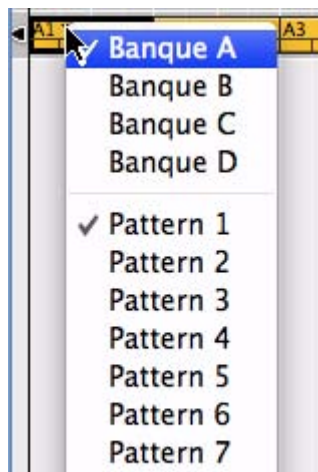 A1 A3
Banque A
Banque B
Banque C
Banque D
Pattern 1
Pattern 2
Pattern 3
Pattern 4
Pattern 5
Pattern 6
Pattern 7